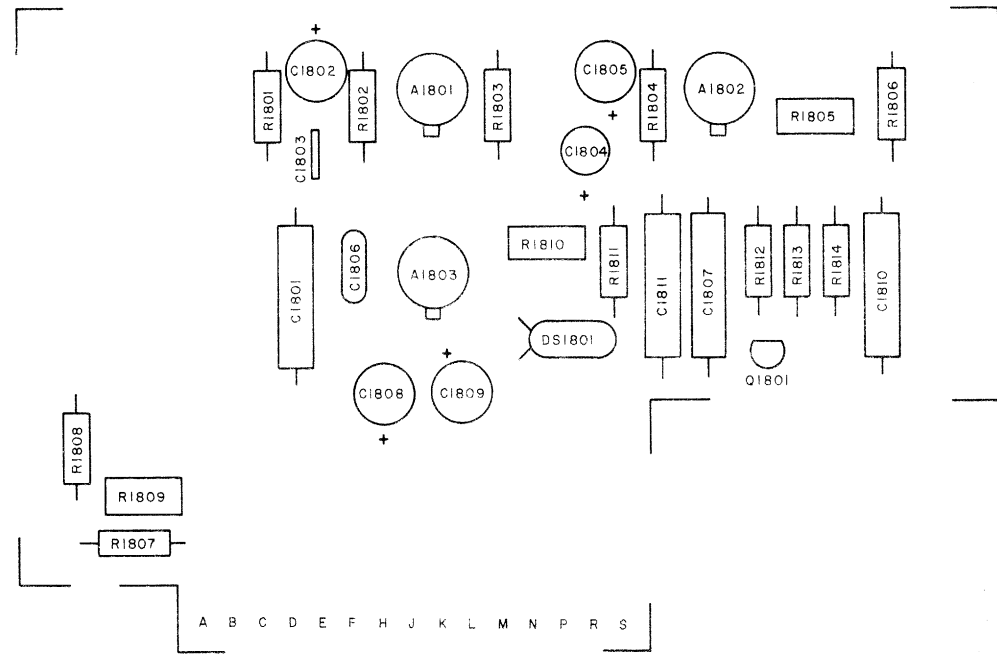 +
C1802
C1805
R1801
R1802
A1801
R1803
R1804
A1802
R1805
R1806
+
C1803
C1804
+
C1801
C1806
A1803
R1810
R1811
C1811
C1807
R1812
R1813
R1814
C1810
DS1801
+
Q1801
C1808
C1809
+
R1808
R1809
R1807
A B C D E F H J K L M N P R S